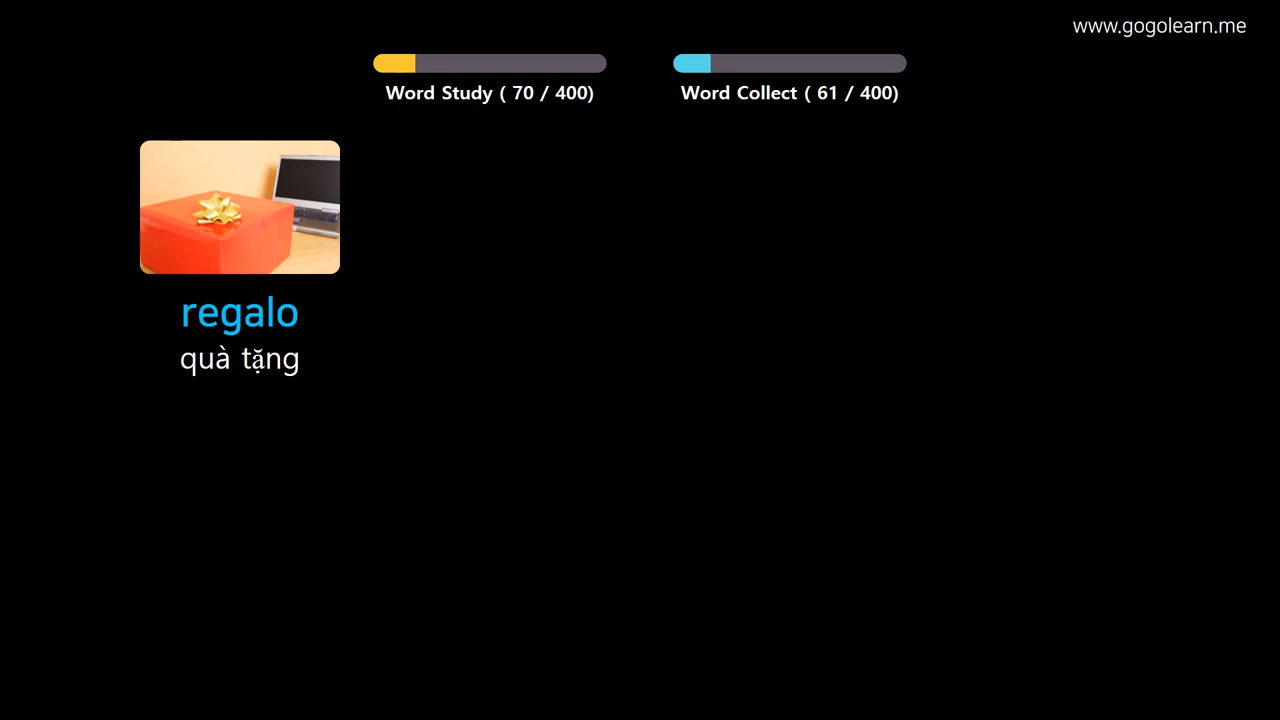 www.gogolearn.me
Word Study ( 70 / 400)
Word Collect ( 61 / 400)
regalo
quà tặng